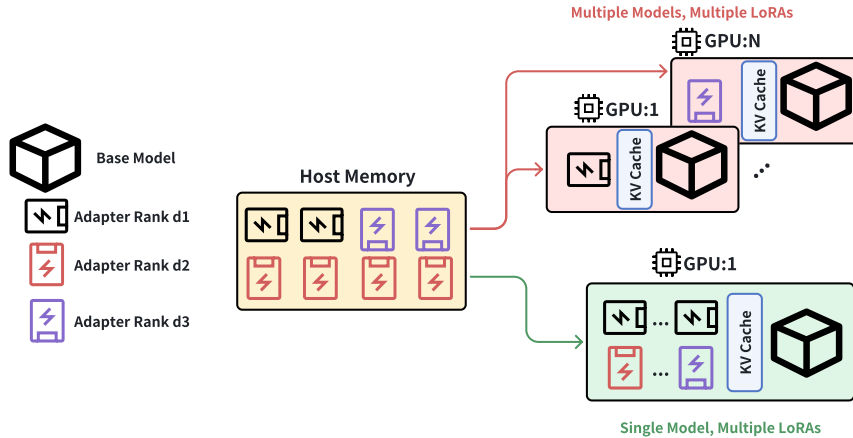 Multiple Models, Multiple LoRAs
GPU:N
KV Cache
GPU:1
KV Cache
Base Model
Host Memory
Adapter Rank d1
Adapter Rank d2
Adapter Rank d3
GPU:1
...
...
KV Cache
Single Model, Multiple LoRAs